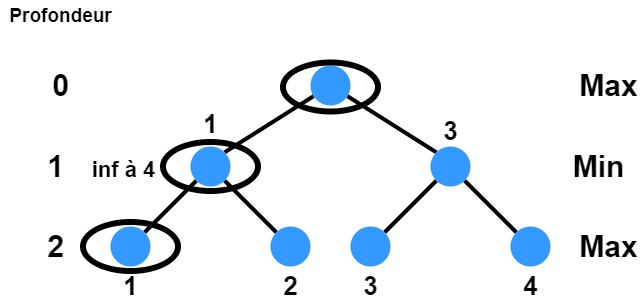 Profondeur
0 Max
1 3
1 inf à 4 Min
2 Max
1 2 3 4